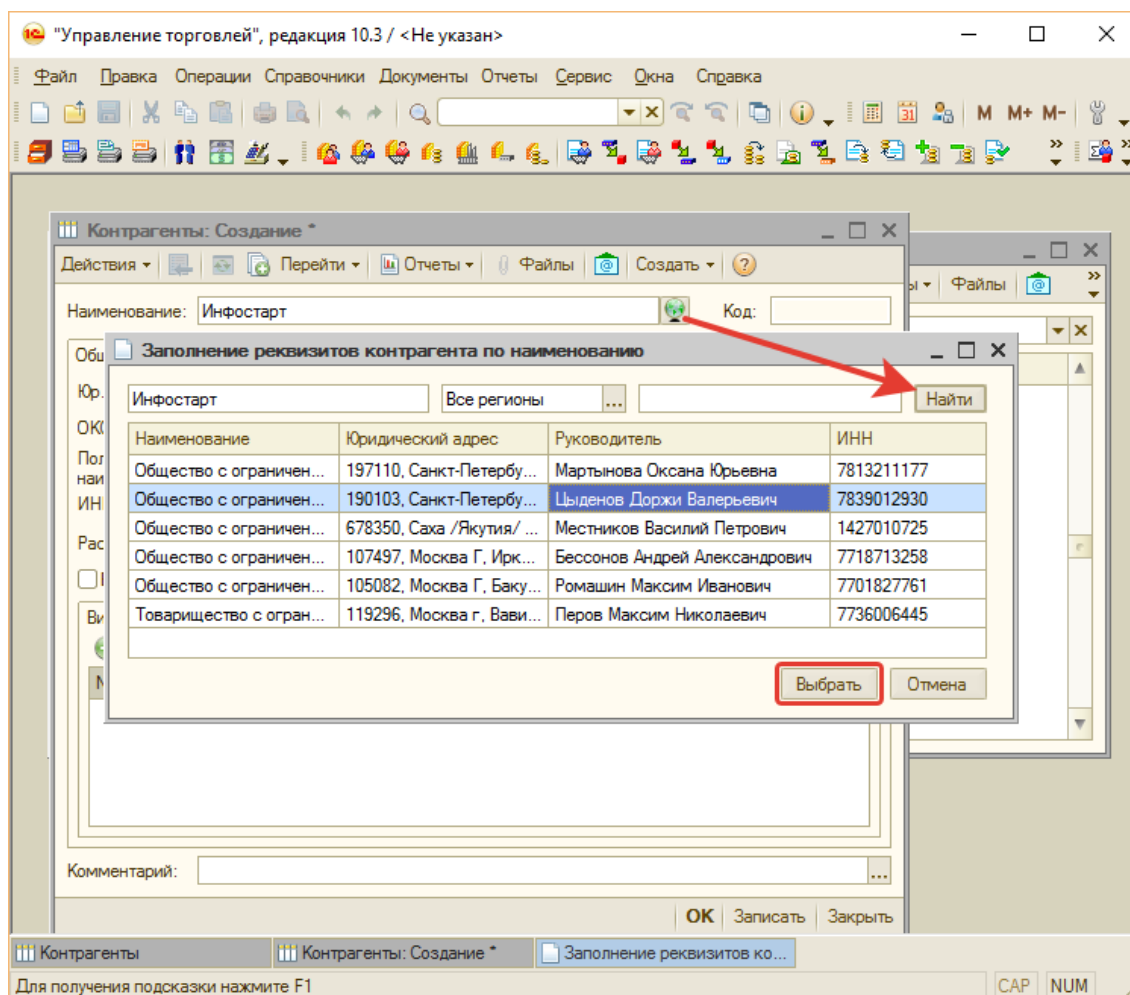 "Управление торговлей", редакция 10.3 / <Не указан>
Файл Правка Операции Справочники Документы Отчеты Сервис Окна Справка
M M+ M-
Контрагенты: Создание *
Действия Перейти Отчеты Файлы Создать
Файлы
Наименование: Инфостарт Код:
Заполнение реквизитов контрагента по наименованию
Юр.
Инфостарт Все регионы ... Найти
Наименование Юридический адрес Руководитель ИНН
Общество с ограничен... 197110, Санкт-Петербу... Мартынова Оксана Юрьевна 7813211177
Общество с ограничен... 190103, Санкт-Петербу... Цыденов Доржи Валерьевич 7839012930
Общество с ограничен... 678350, Саха /Якутия/ ... Местников Василий Петрович 1427010725
Общество с ограничен... 107497, Москва Г, Ирк... Бессонов Андрей Александрович 7718713258
Общество с ограничен... 105082, Москва Г, Баку... Ромашин Максим Иванович 7701827761
Товарищество с огран... 119296, Москва г, Вави... Перов Максим Николаевич 7736006445
Выбрать Отмена
Комментарий: ...
OK Записать Закрыть
Контрагенты Контрагенты: Создание * Заполнение реквизитов ко...
Для получения подсказки нажмите F1 CAP NUM